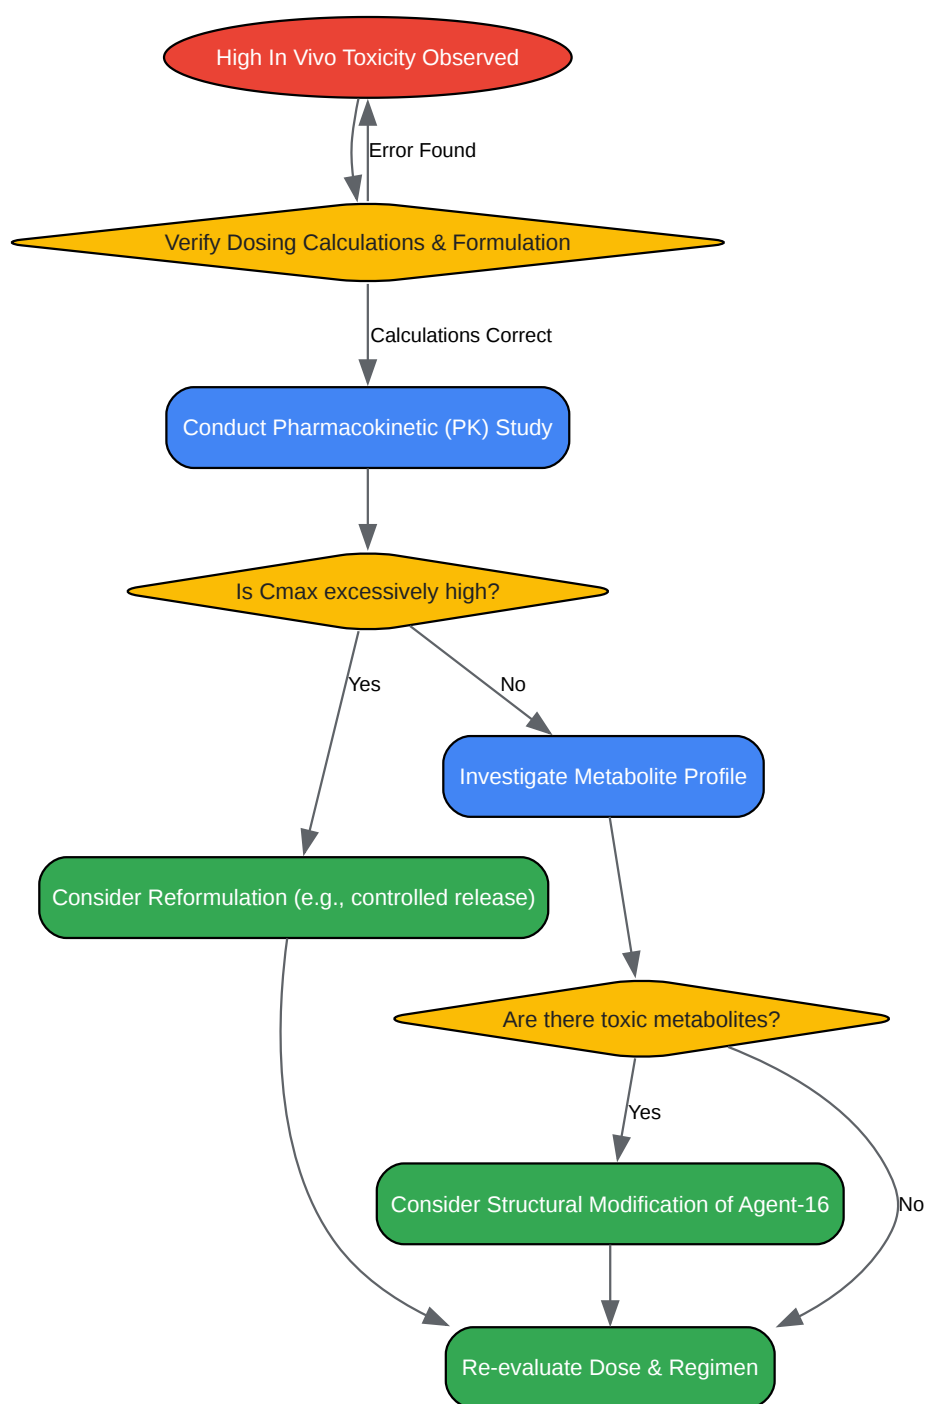 High In Vivo Toxicity Observed
Error Found
Verify Dosing Calculations & Formulation
Calculations Correct
Conduct Pharmacokinetic (PK) Study
Is Cmax excessively high?
Yes
No
Investigate Metabolite Profile
Consider Reformulation (e.g., controlled release)
Are there toxic metabolites?
Yes
Consider Structural Modification of Agent-16
No
Re-evaluate Dose & Regimen